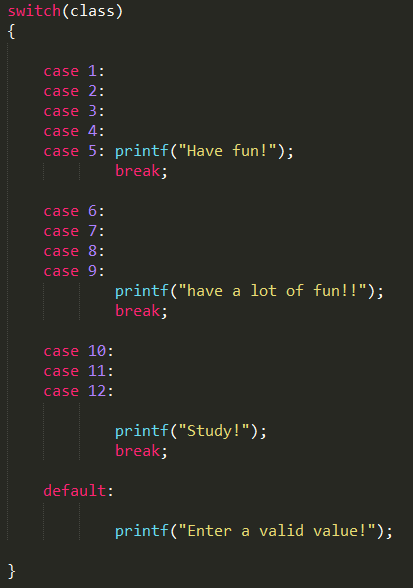 switch(class)
{
case 1:
case 2:
case 3:
case 4:
case 5: printf("Have fun!");
break;
case 6:
case 7:
case 8:
case 9:
printf("have a lot of fun!!");
break;
case 10:
case 11:
case 12:
printf("Study!");
break;
default:
printf("Enter a valid value!");
}